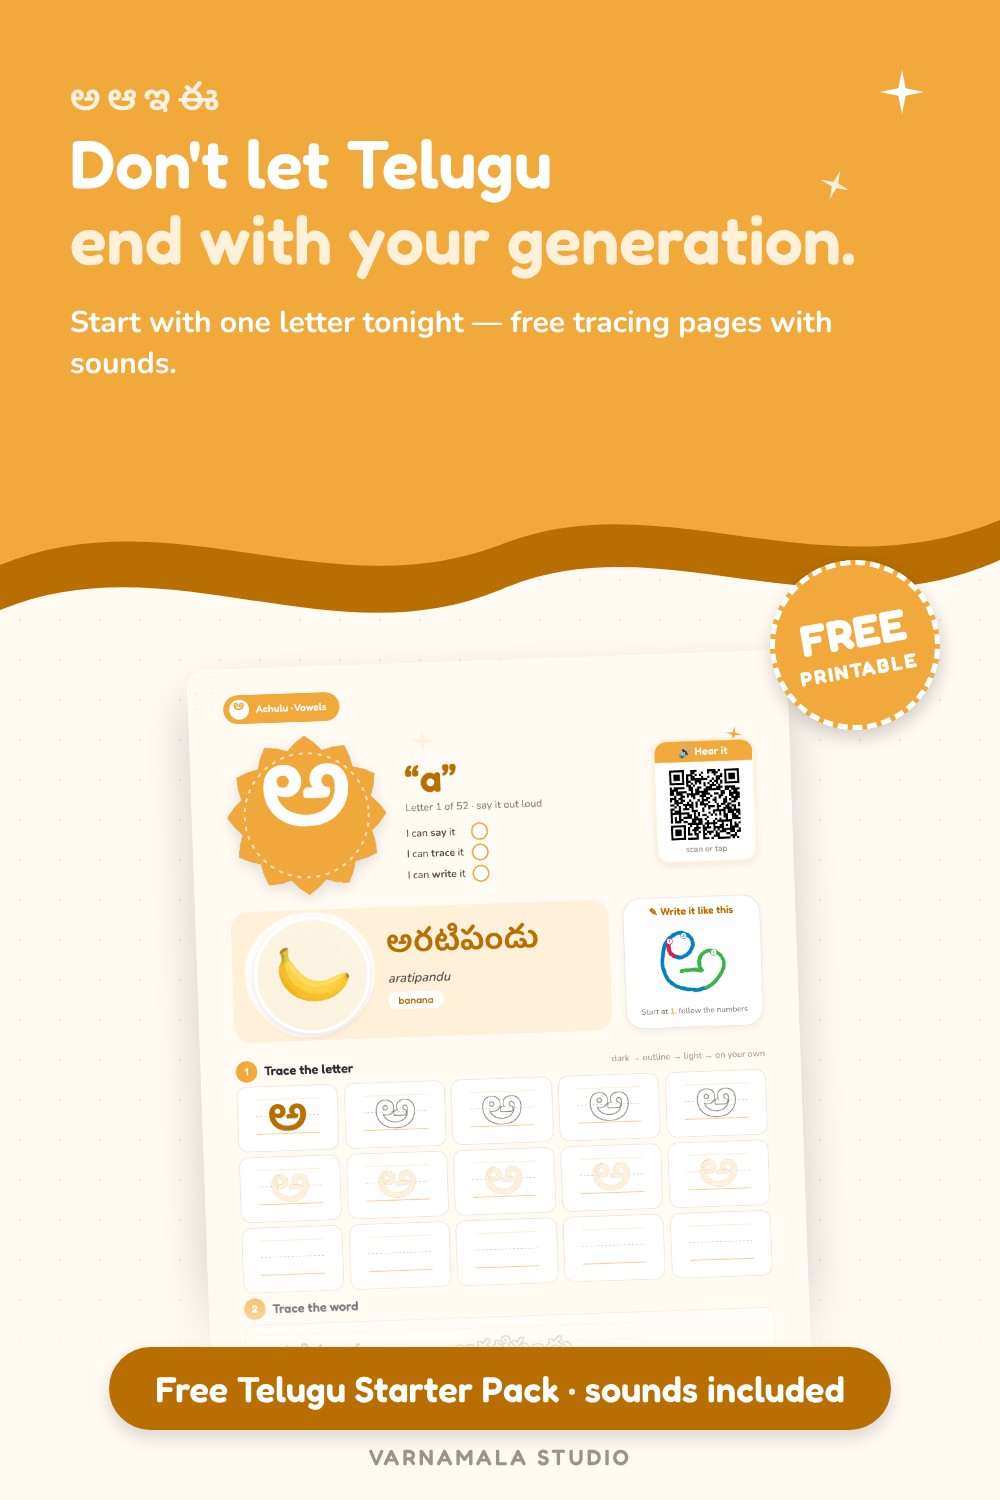 అ ఆ ఇ ఈ
Don't let Telugu
end with your generation.
Start with one letter tonight — free tracing pages with
sounds.
FREE
PRINTABLE
అ Achulu · Vowels
అ
“a”
Letter 1 of 52 · say it out loud
I can say it
I can trace it
I can write it
🔊 Hear it
scan or tap
అరటిపండు
aratipandu
banana
✎ Write it like this
Start at 1, follow the numbers
1 Trace the letter
dark → outline → light → on your own
అ అ అ అ అ
అ అ అ అ అ
2 Trace the word
Free Telugu Starter Pack · sounds included
VARNAMALA STUDIO